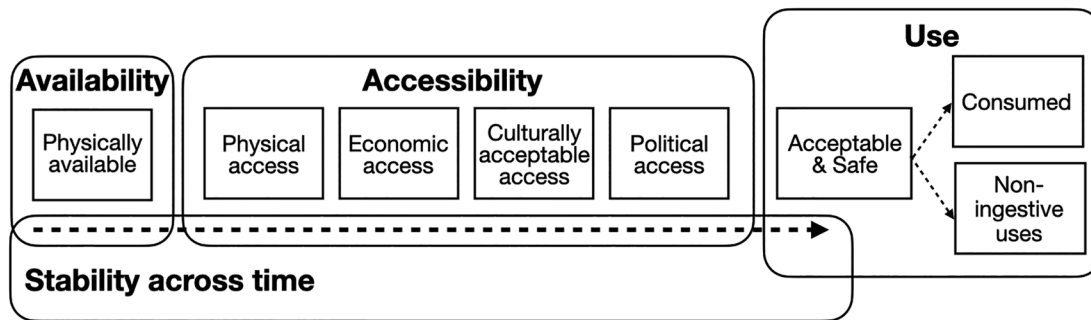 Availability
Physically
available
Accessibility
Physical
access
Economic
access
Culturally
acceptable
access
Political
access
Use
Acceptable
& Safe
Consumed
Non-
ingestive
uses
Stability across time